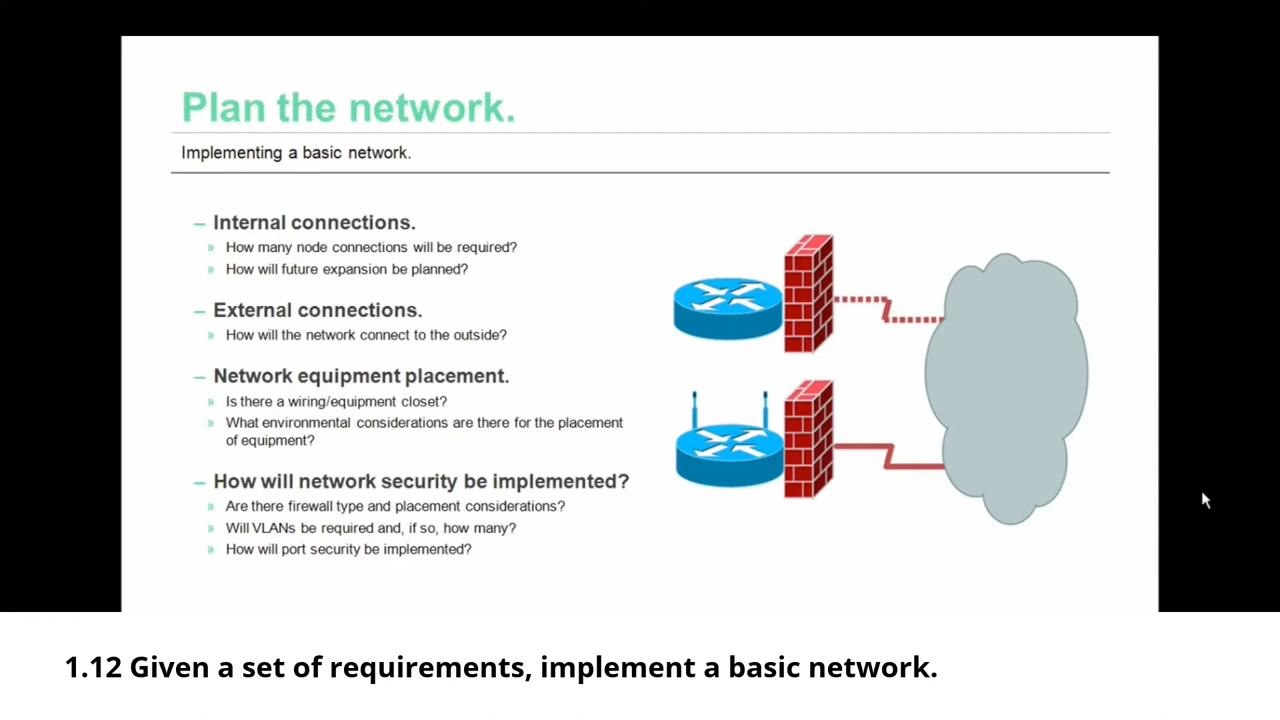 Plan the network.
Implementing a basic network.
– Internal connections.
» How many node connections will be required?
» How will future expansion be planned?
– External connections.
» How will the network connect to the outside?
– Network equipment placement.
» Is there a wiring/equipment closet?
» What environmental considerations are there for the placement
of equipment?
– How will network security be implemented?
» Are there firewall type and placement considerations?
» Will VLANs be required and, if so, how many?
» How will port security be implemented?
1.12 Given a set of requirements, implement a basic network.